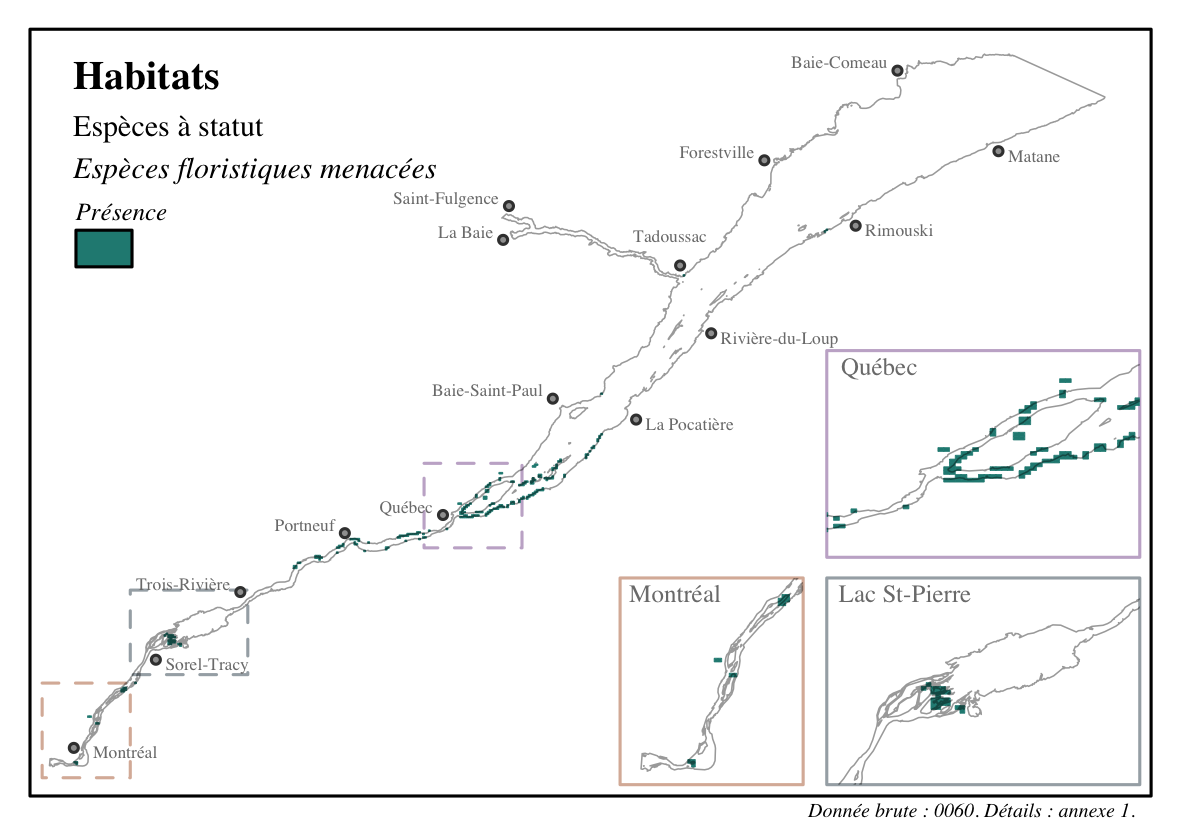 Habitats
Espèces à statut
Espèces floristiques menacées
Présence
Baie-Comeau
Forestville
Matane
Saint-Fulgence
La Baie
Tadoussac
Rimouski
Rivière-du-Loup
Baie-Saint-Paul
La Pocatière
Québec
Portneuf
Trois-Rivière
Sorel-Tracy
Montréal
Québec
Montréal
Lac St-Pierre
Donnée brute : 0060. Détails : annexe 1.